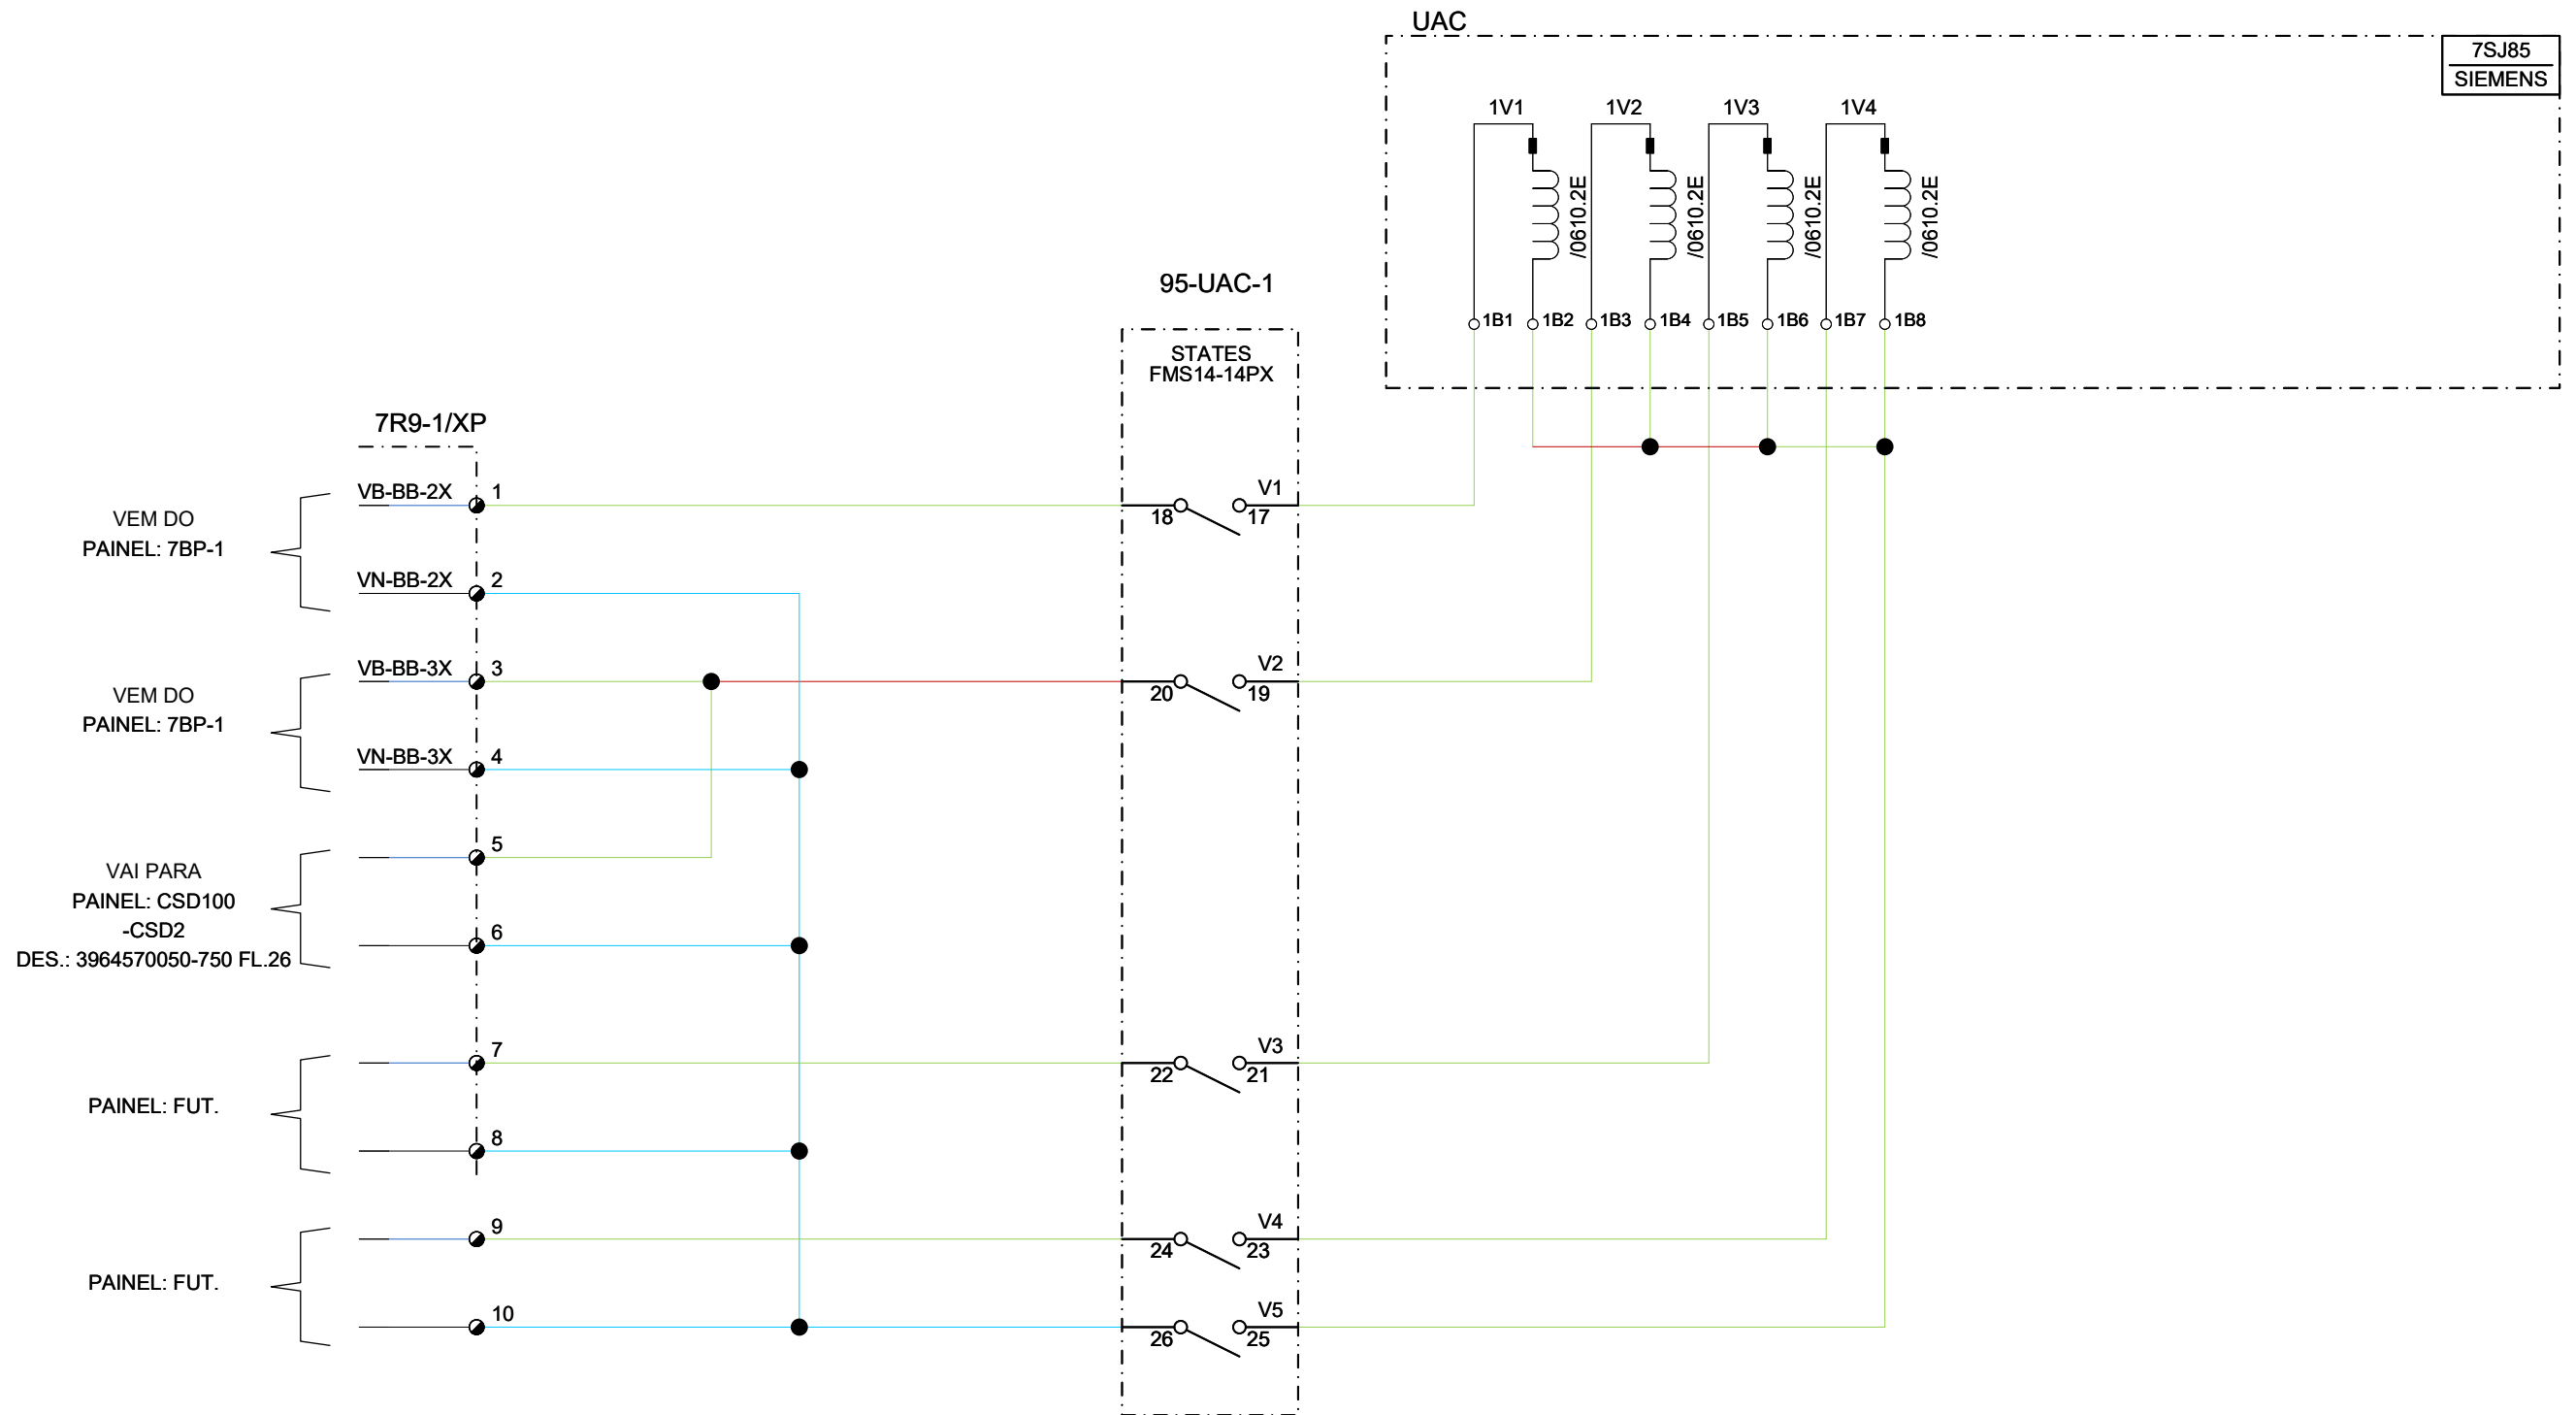 UAC
7SJ85
SIEMENS
1V1
1V2
1V3
1V4
/0610.2E
/0610.2E
/0610.2E
/0610.2E
1B1
1B2
1B3
1B4
1B5
1B6
1B7
1B8
95-UAC-1
STATES
FMS14-14PX
7R9-1/XP
VEM DO
PAINEL: 7BP-1
VB-BB-2X
1
18
V1
17
VN-BB-2X
2
VEM DO
PAINEL: 7BP-1
VB-BB-3X
3
20
V2
19
VN-BB-3X
4
VAI PARA
PAINEL: CSD100
-CSD2
DES.: 3964570050-750 FL.26
5
6
PAINEL: FUT.
7
22
V3
21
8
PAINEL: FUT.
9
24
V4
23
10
26
V5
25